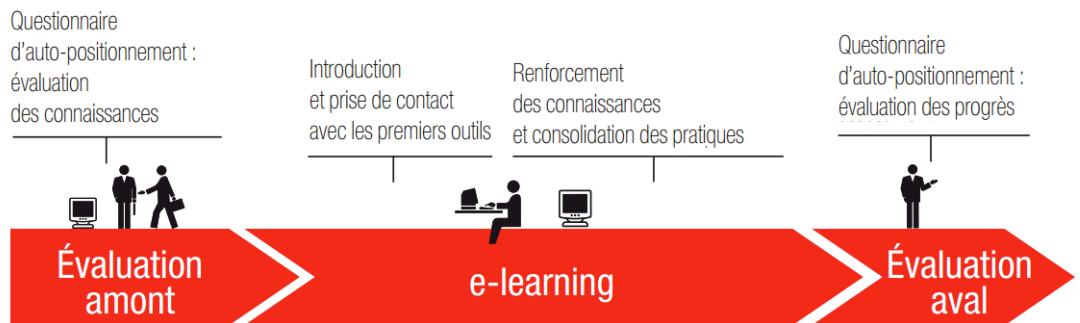 Questionnaire
d'auto-positionnement :
évaluation
des connaissances
Introduction
et prise de contact
avec les premiers outils
Renforcement
des connaissances
et consolidation des pratiques
Questionnaire
d'auto-positionnement :
évaluation des progrès
Évaluation
amont
e-learning
Évaluation
aval